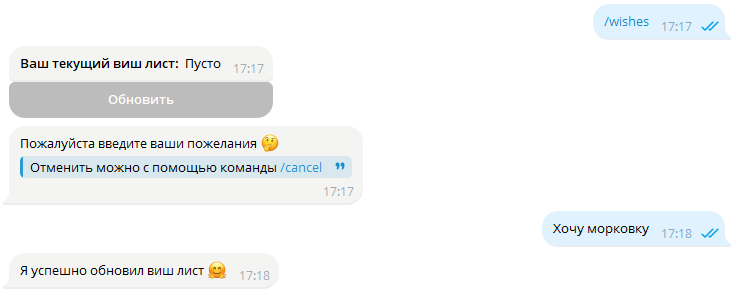 /wishes 17:17
Ваш текущий виш лист: Пусто 17:17
Обновить
Пожалуйста введите ваши пожелания 🤔
Отменить можно с помощью команды /cancel
17:17
Хочу морковку 17:18
Я успешно обновил виш лист 🤗 17:18